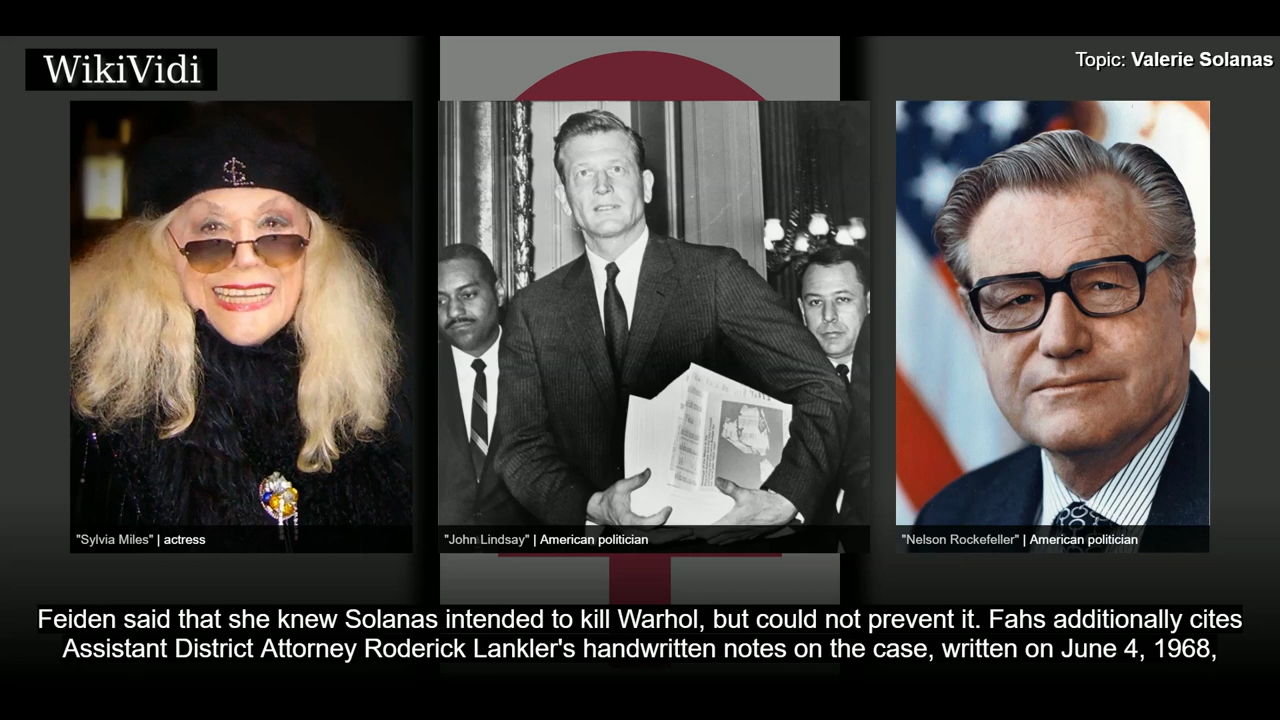 WikiVidi
Topic: Valerie Solanas
"Sylvia Miles" | actress
"John Lindsay" | American politician
"Nelson Rockefeller" | American politician
Feiden said that she knew Solanas intended to kill Warhol, but could not prevent it. Fahs additionally cites
Assistant District Attorney Roderick Lankler's handwritten notes on the case, written on June 4, 1968,